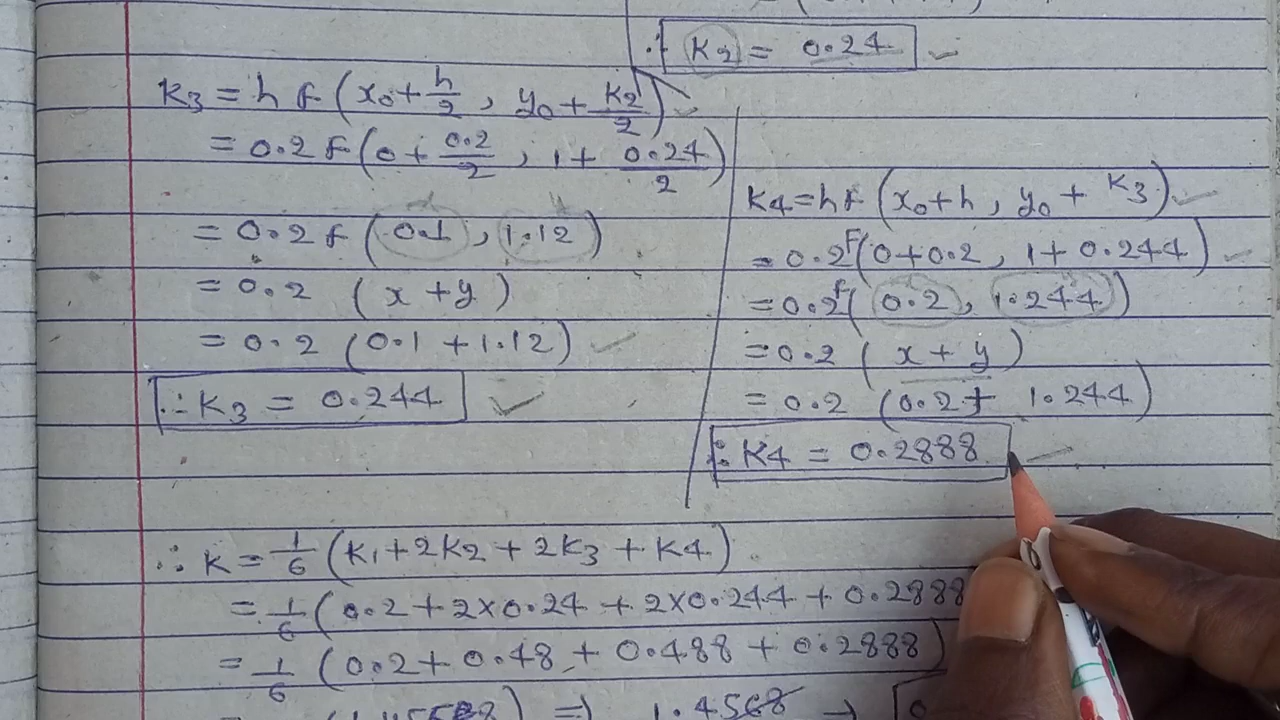 ∴ K2 = 0.24
K3 = h f (x0 + h/2 , y0 + K2/2)
= 0.2 f (0 + 0.2/2 , 1 + 0.24/2)
= 0.2 f (0.1 , 1.12)
= 0.2 (x + y)
= 0.2 (0.1 + 1.12)
∴ K3 = 0.244
K4 = h f (x0 + h , y0 + K3)
= 0.2 F (0 + 0.2 , 1 + 0.244)
= 0.2 f (0.2 , 1.244)
= 0.2 (x + y)
= 0.2 (0.2 + 1.244)
∴ K4 = 0.2888
∴ K = 1/6 (K1 + 2K2 + 2K3 + K4)
= 1/6 (0.2 + 2×0.24 + 2×0.244 + 0.2888
= 1/6 (0.2 + 0.48 + 0.488 + 0.2888)
⇒ 1.4568 →